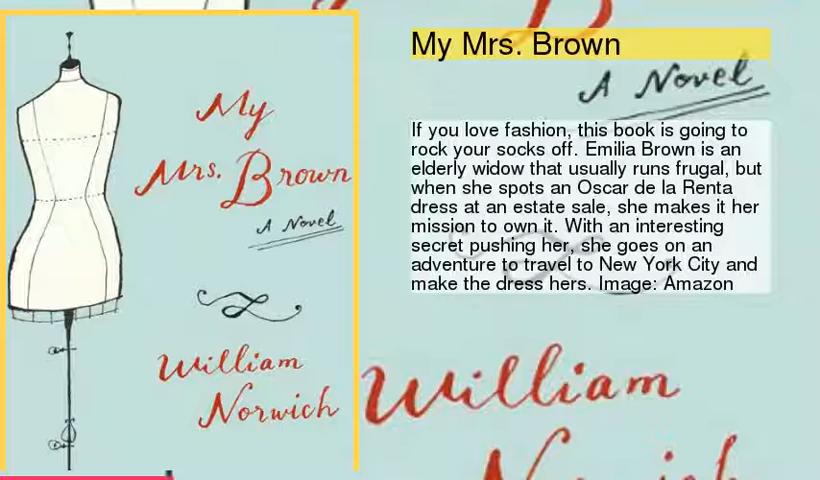 My
Mrs. Brown
A Novel
William
Norwich
My Mrs. Brown
A Novel
If you love fashion, this book is going to
rock your socks off. Emilia Brown is an
elderly widow that usually runs frugal, but
when she spots an Oscar de la Renta
dress at an estate sale, she makes it her
mission to own it. With an interesting
secret pushing her, she goes on an
adventure to travel to New York City and
make the dress hers. Image: Amazon
William
Norwich